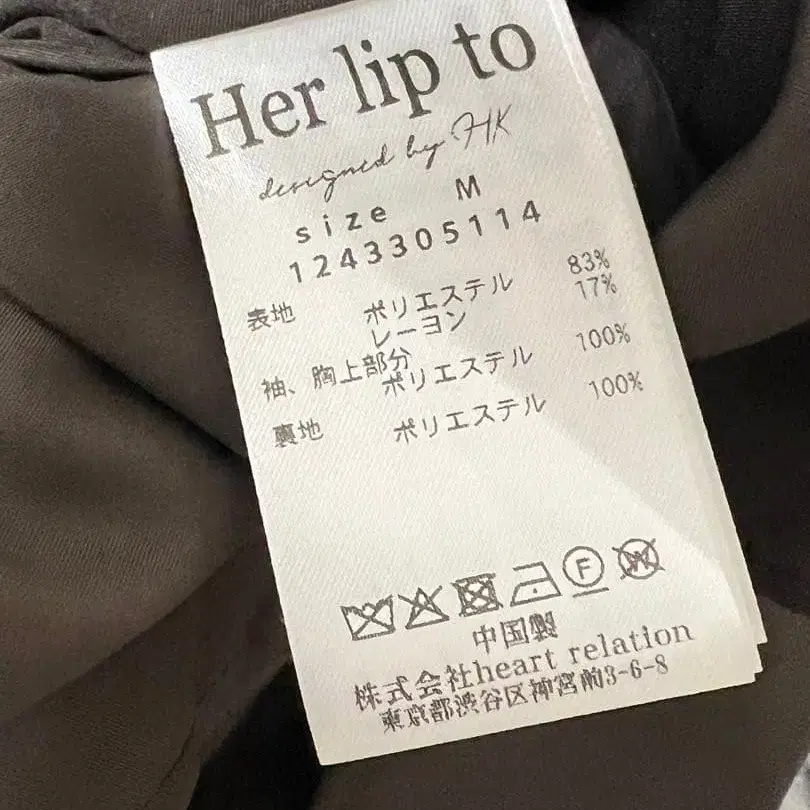 Her lip to
designed by HK
size M
1243305114
表地 ポリエステル 83%
レーヨン 17%
袖、胸上部分 ポリエステル 100%
裏地 ポリエステル 100%
F W
中国製
株式会社heart relation
東京都渋谷区神宮前3-6-8